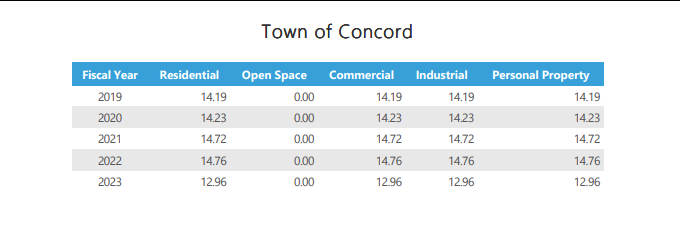 Town of Concord
Fiscal Year Residential Open Space Commercial Industrial Personal Property
2019 14.19 0.00 14.19 14.19 14.19
2020 14.23 0.00 14.23 14.23 14.23
2021 14.72 0.00 14.72 14.72 14.72
2022 14.76 0.00 14.76 14.76 14.76
2023 12.96 0.00 12.96 12.96 12.96